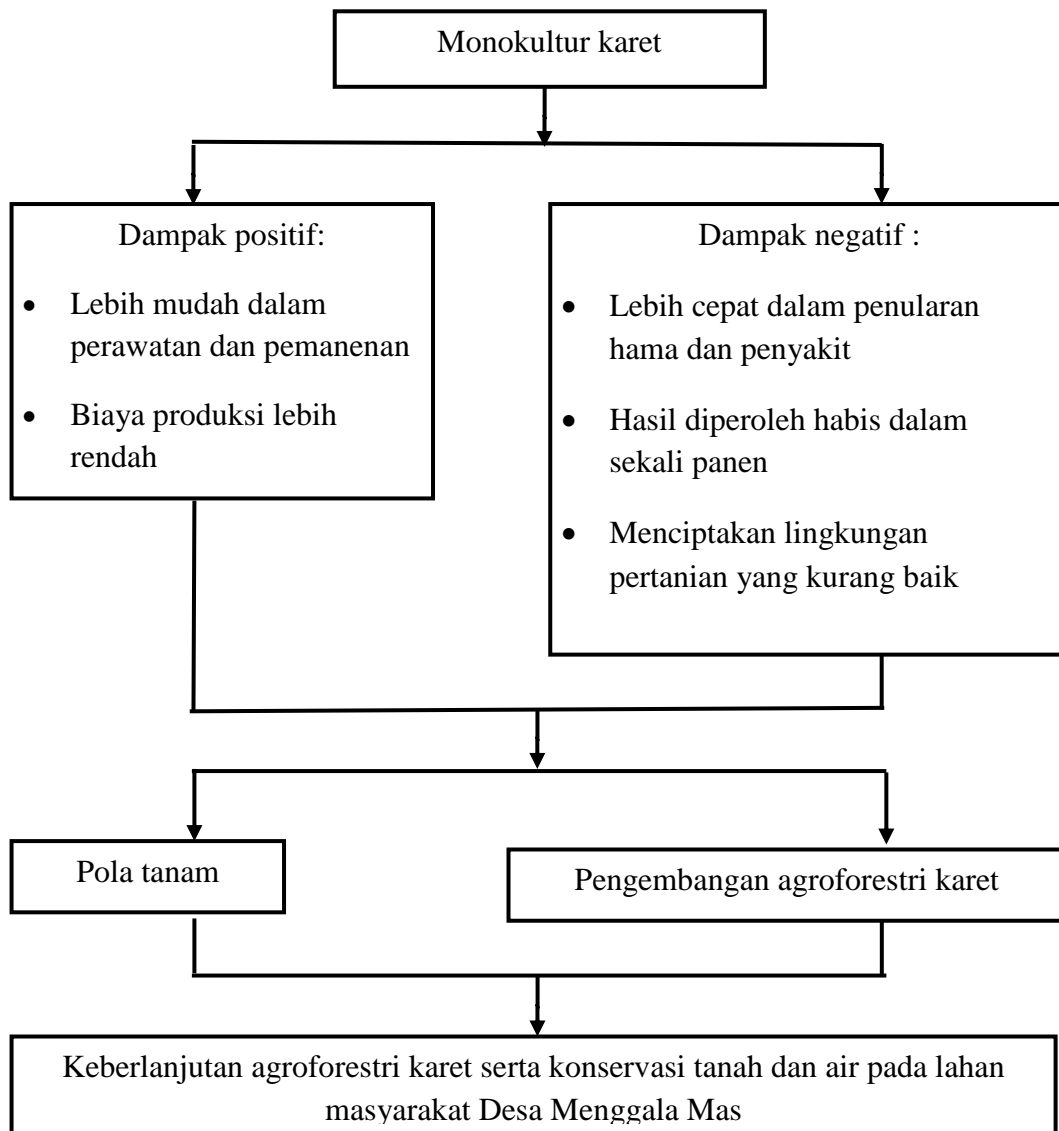 Monokultur karet
Dampak positif:
• Lebih mudah dalam
perawatan dan pemanenan
• Biaya produksi lebih
rendah
Dampak negatif :
• Lebih cepat dalam penularan
hama dan penyakit
• Hasil diperoleh habis dalam
sekali panen
• Menciptakan lingkungan
pertanian yang kurang baik
Pola tanam
Pengembangan agroforestri karet
Keberlanjutan agroforestri karet serta konservasi tanah dan air pada lahan
masyarakat Desa Menggala Mas